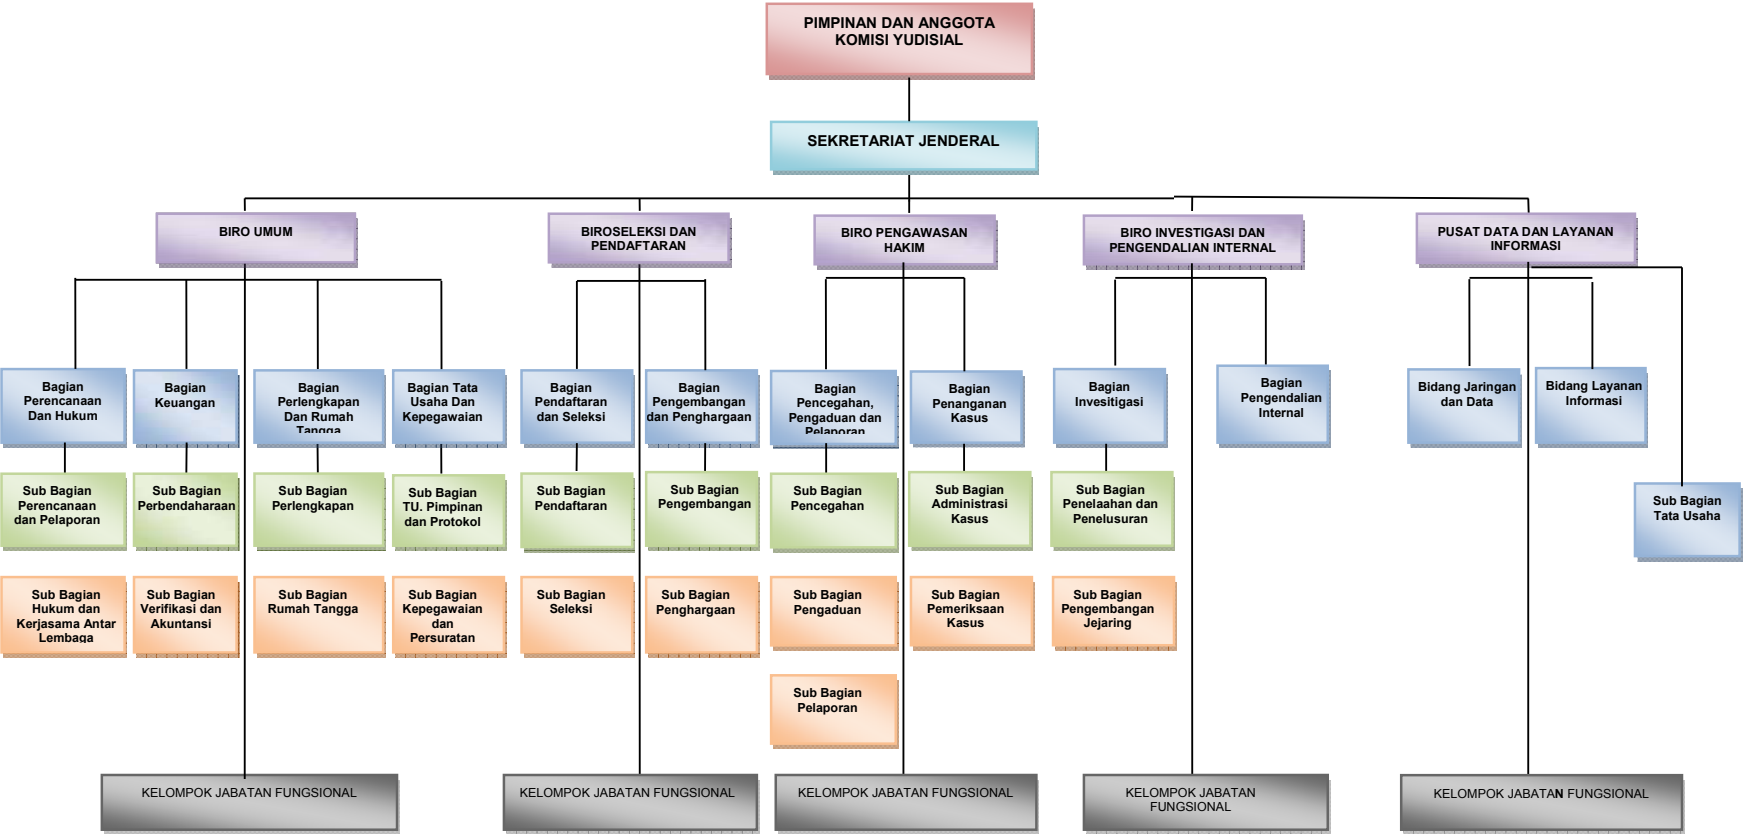 PIMPINAN DAN ANGGOTA
KOMISI YUDISIAL
SEKRETARIAT JENDERAL
BIRO UMUM
BIROSELEKSI DAN
PENDAFTARAN
BIRO PENGAWASAN
HAKIM
BIRO INVESTIGASI DAN
PENGENDALIAN INTERNAL
PUSAT DATA DAN LAYANAN
INFORMASI
Bagian
Perencanaan
Dan Hukum
Bagian
Keuangan
Bagian
Perlengkapan
Dan Rumah
Tangga
Bagian Tata
Usaha Dan
Kepegawaian
Bagian
Pendaftaran
dan Seleksi
Bagian
Pengembangan
dan Penghargaan
Bagian
Pencegahan,
Pengaduan dan
Pelaporan
Bagian
Penanganan
Kasus
Bagian
Invesitigasi
Bagian
Pengendalian
Internal
Bidang Jaringan
dan Data
Bidang Layanan
Informasi
Sub Bagian
Perencanaan
dan Pelaporan
Sub Bagian
Perbendaharaan
Sub Bagian
Perlengkapan
Sub Bagian
TU. Pimpinan
dan Protokol
Sub Bagian
Pendaftaran
Sub Bagian
Pengembangan
Sub Bagian
Pencegahan
Sub Bagian
Administrasi
Kasus
Sub Bagian
Penelaahan dan
Penelusuran
Sub Bagian
Tata Usaha
Sub Bagian
Hukum dan
Kerjasama Antar
Lembaga
Sub Bagian
Verifikasi dan
Akuntansi
Sub Bagian
Rumah Tangga
Sub Bagian
Kepegawaian
dan
Persuratan
Sub Bagian
Seleksi
Sub Bagian
Penghargaan
Sub Bagian
Pengaduan
Sub Bagian
Pemeriksaan
Kasus
Sub Bagian
Pengembangan
Jejaring
Sub Bagian
Pelaporan
KELOMPOK JABATAN FUNGSIONAL
KELOMPOK JABATAN FUNGSIONAL
KELOMPOK JABATAN FUNGSIONAL
KELOMPOK JABATAN
FUNGSIONAL
KELOMPOK JABATAN FUNGSIONAL